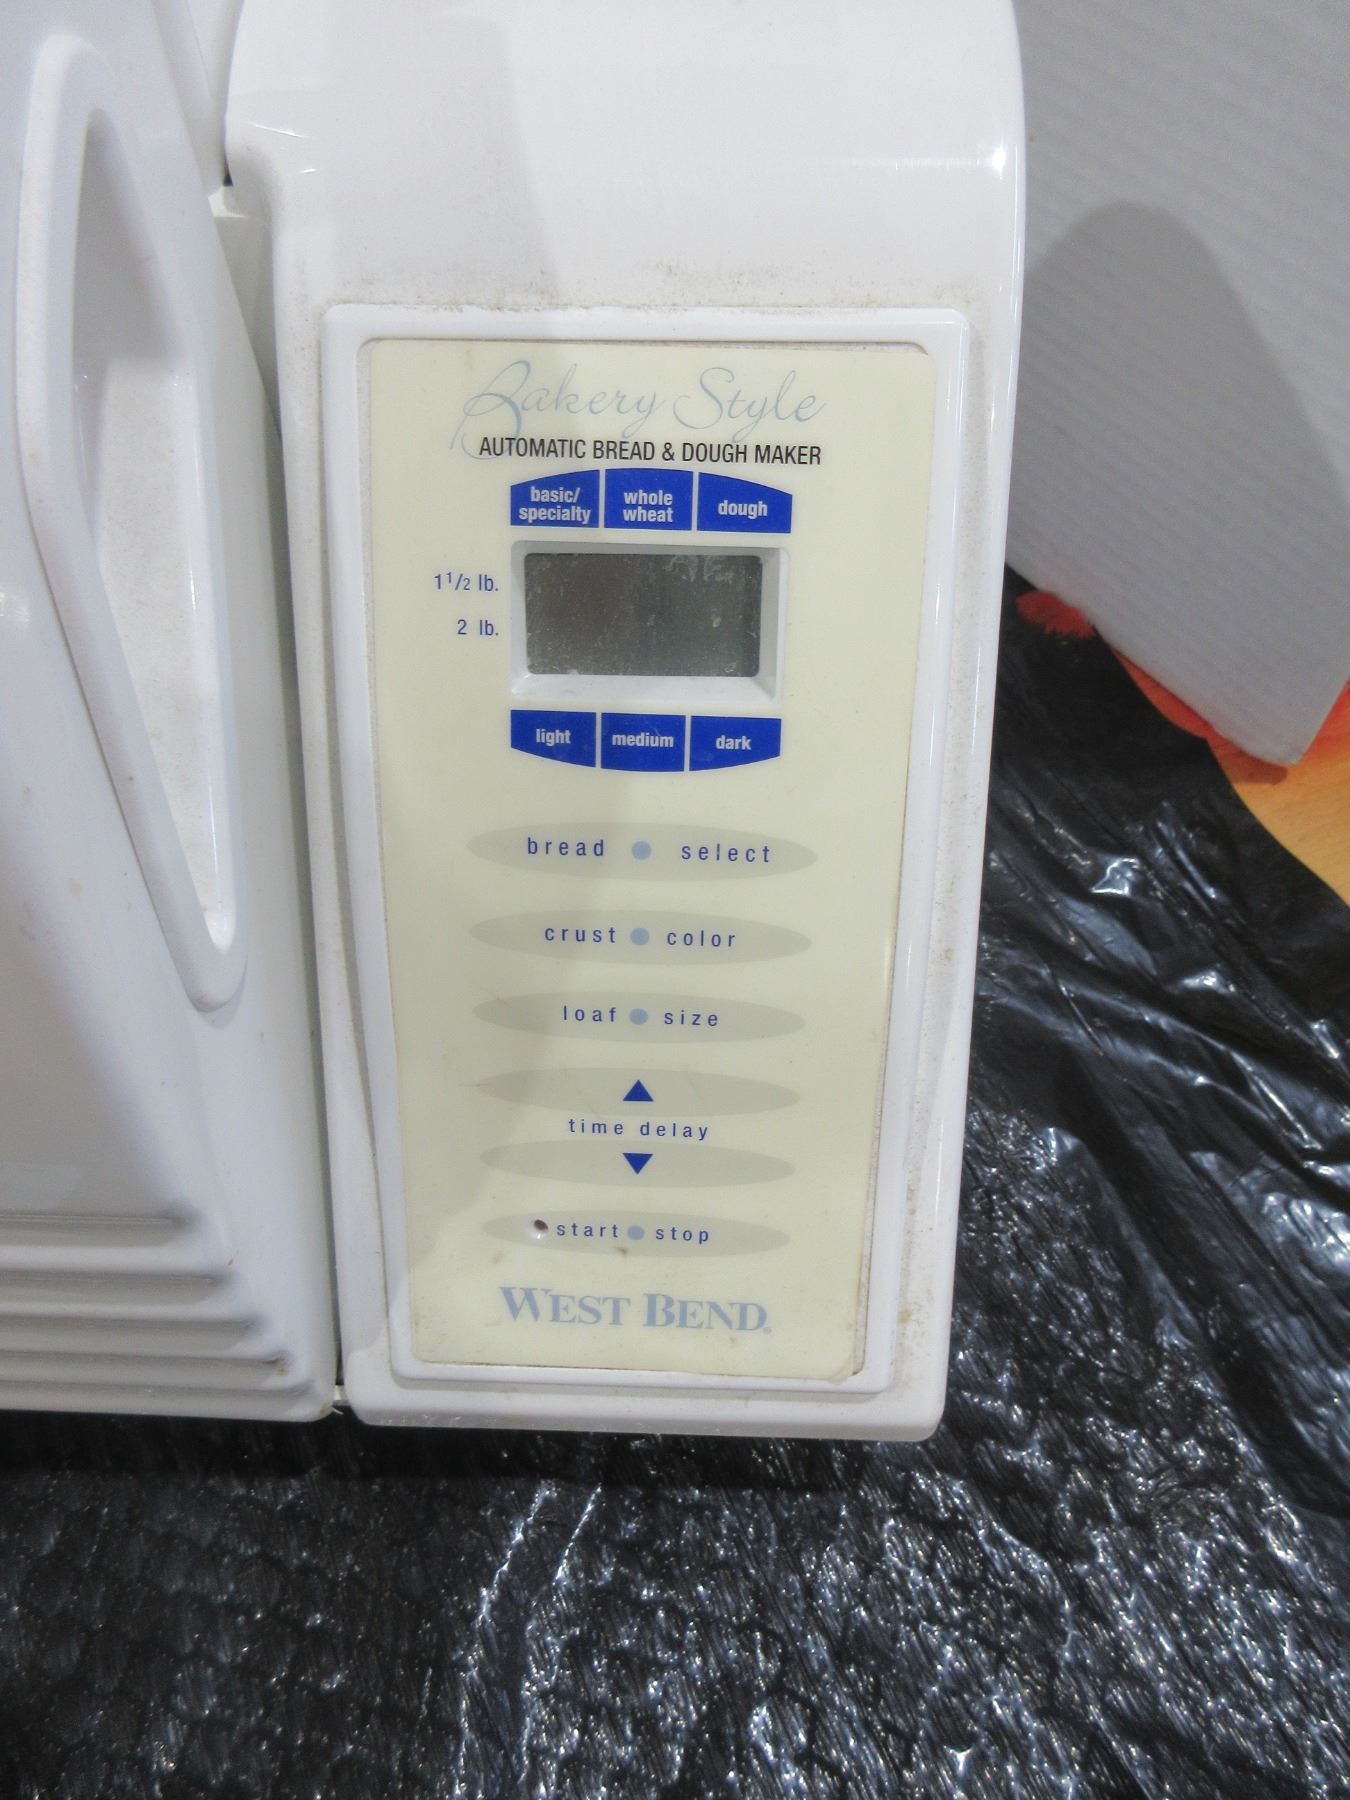 Bakery Style
AUTOMATIC BREAD & DOUGH MAKER
basic/ specialty
whole wheat
dough
1 1/2 lb.
2 lb.
light
medium
dark
bread select
crust color
loaf size
time delay
start stop
WEST BEND®